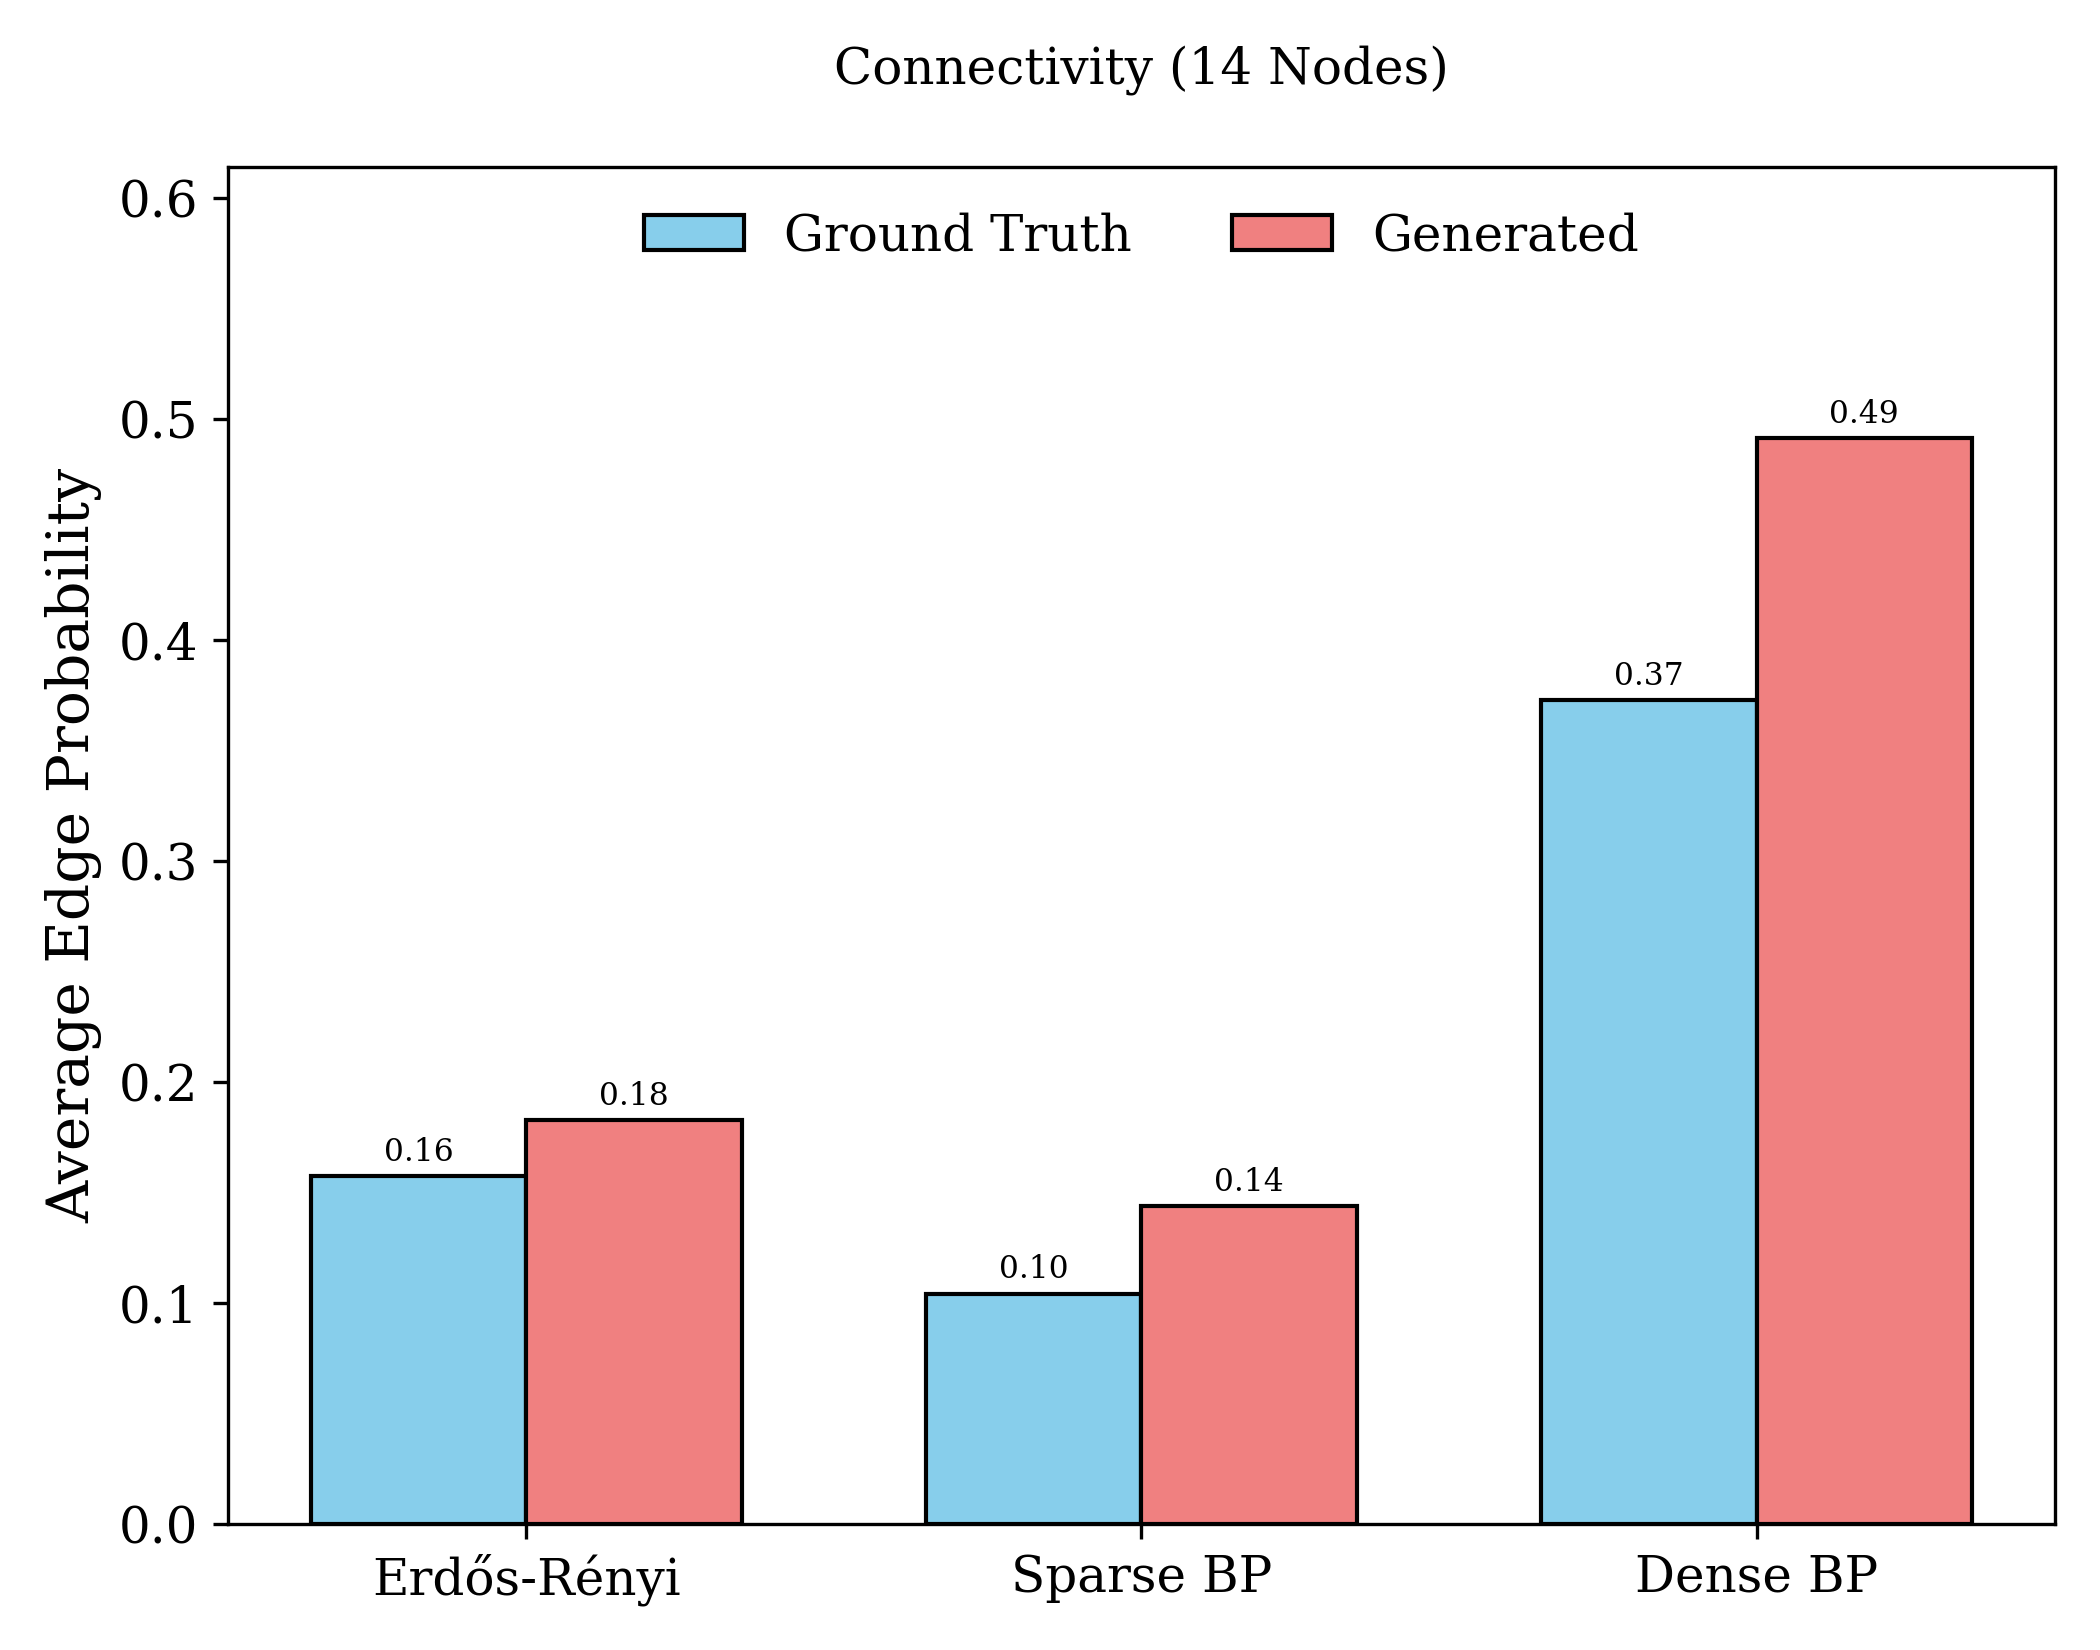 Connectivity (14 Nodes)
Ground Truth
Generated
Average Edge Probability
0.6
0.5
0.4
0.3
0.2
0.1
0.0
0.16
0.18
0.10
0.14
0.37
0.49
Erdős-Rényi
Sparse BP
Dense BP